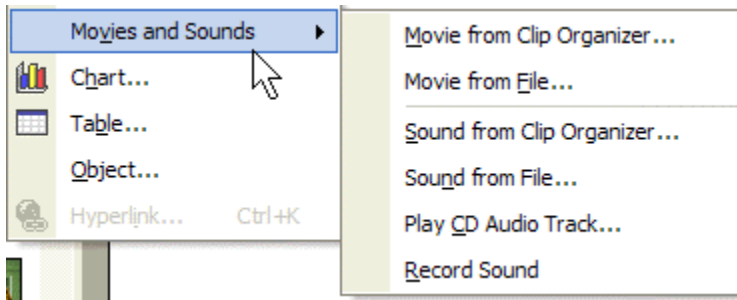 Movies and Sounds
Chart...
Table...
Object...
Hyperlink... Ctrl+K
Movie from Clip Organizer...
Movie from File...
Sound from Clip Organizer...
Sound from File...
Play CD Audio Track...
Record Sound